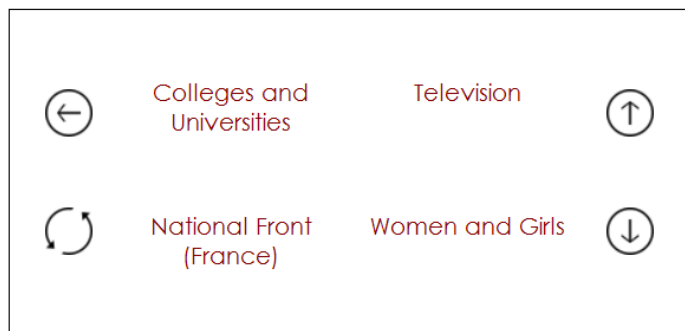 Colleges and
Universities
Television
National Front
(France)
Women and Girls